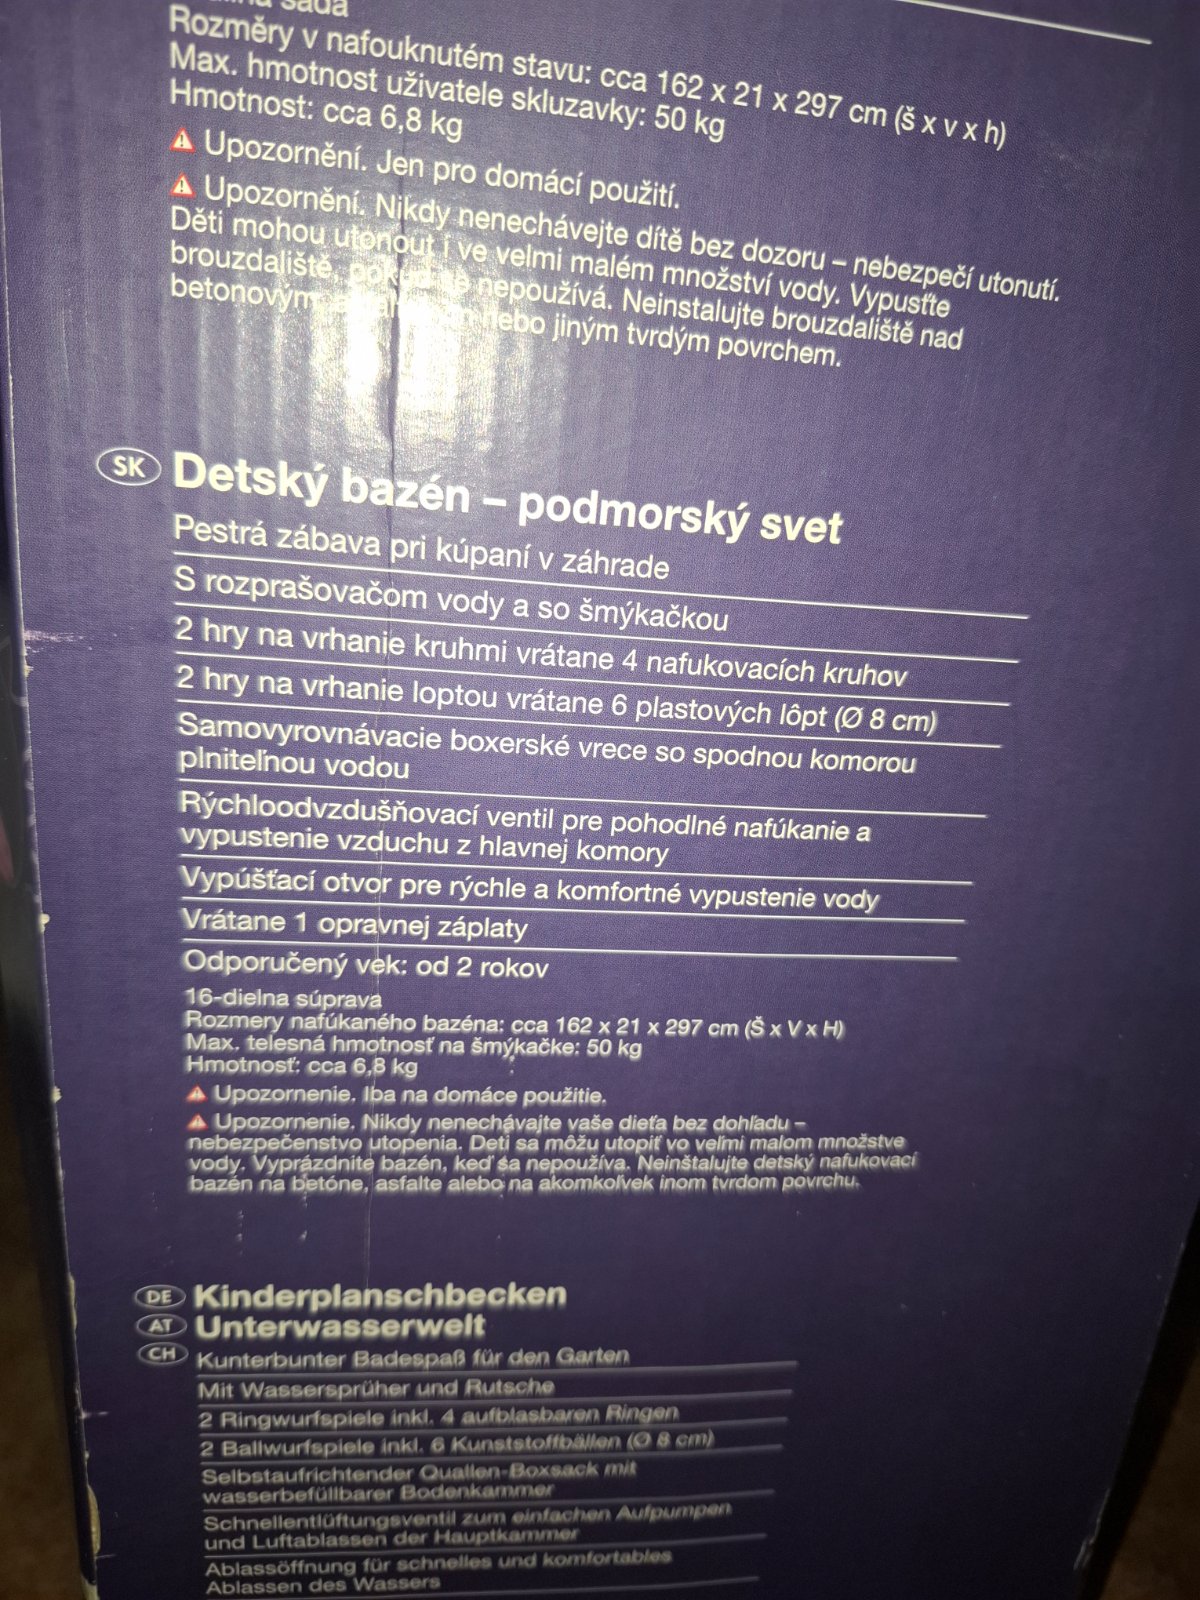 sada
Rozměry v nafouknutém stavu: cca 162 x 21 x 297 cm (š x v x h)
Max. hmotnost uživatele skluzavky: 50 kg
Hmotnost: cca 6,8 kg
Upozornění. Jen pro domácí použití.
Upozornění. Nikdy nenechávejte dítě bez dozoru – nebezpečí utonutí.
Děti mohou utonout i ve velmi malém množství vody. Vypusťte
brouzdaliště, pokud se nepoužívá. Neinstalujte brouzdaliště nad
nebo jiným tvrdým povrchem.
SK Detský bazén – podmorský svet
Pestrá zábava pri kúpaní v záhrade
S rozprašovačom vody a so šmýkačkou
2 hry na vrhanie kruhmi vrátane 4 nafukovacích kruhov
2 hry na vrhanie loptou vrátane 6 plastových lôpt (Ø 8 cm)
Samovyrovnávacie boxerské vrece so spodnou komorou
plniteľnou vodou
Rýchloodvzdušňovací ventil pre pohodlné nafúkanie a
vypustenie vzduchu z hlavnej komory
Vypúšťací otvor pre rýchle a komfortné vypustenie vody
Vrátane 1 opravnej záplaty
Odporučený vek: od 2 rokov
16-dielna súprava
Rozmery nafúkaného bazéna: cca 162 x 21 x 297 cm (Š x V x H)
Max. telesná hmotnosť na šmýkačke: 50 kg
Hmotnosť: cca 6,8 kg
Upozornenie. Iba na domáce použitie.
Upozornenie. Nikdy nenechávajte vaše dieťa bez dohľadu –
nebezpečenstvo utopenia. Deti sa môžu utopiť vo veľmi malom množstve
vody. Vyprázdnite bazén, keď sa nepoužíva. Neinštalujte detský nafukovací
bazén na betóne, asfalte alebo na akomkoľvek inom tvrdom povrchu.
DE Kinderplanschbecken
AT Unterwasserwelt
CH Kunterbunter Badespaß für den Garten
Mit Wassersprüher und Rutsche
2 Ringwurfspiele inkl. 4 aufblasbaren Ringen
2 Ballwurfspiele inkl. 6 Kunststoffbällen (Ø 8 cm)
Selbstaufrichtender Quallen-Boxsack mit
wasserbefüllbarer Bodenkammer
Schnellentlüftungsventil zum einfachen Aufpumpen
und Luftablassen der Hauptkammer
Ablassöffnung für schnelles und komfortables
Ablassen des Wassers